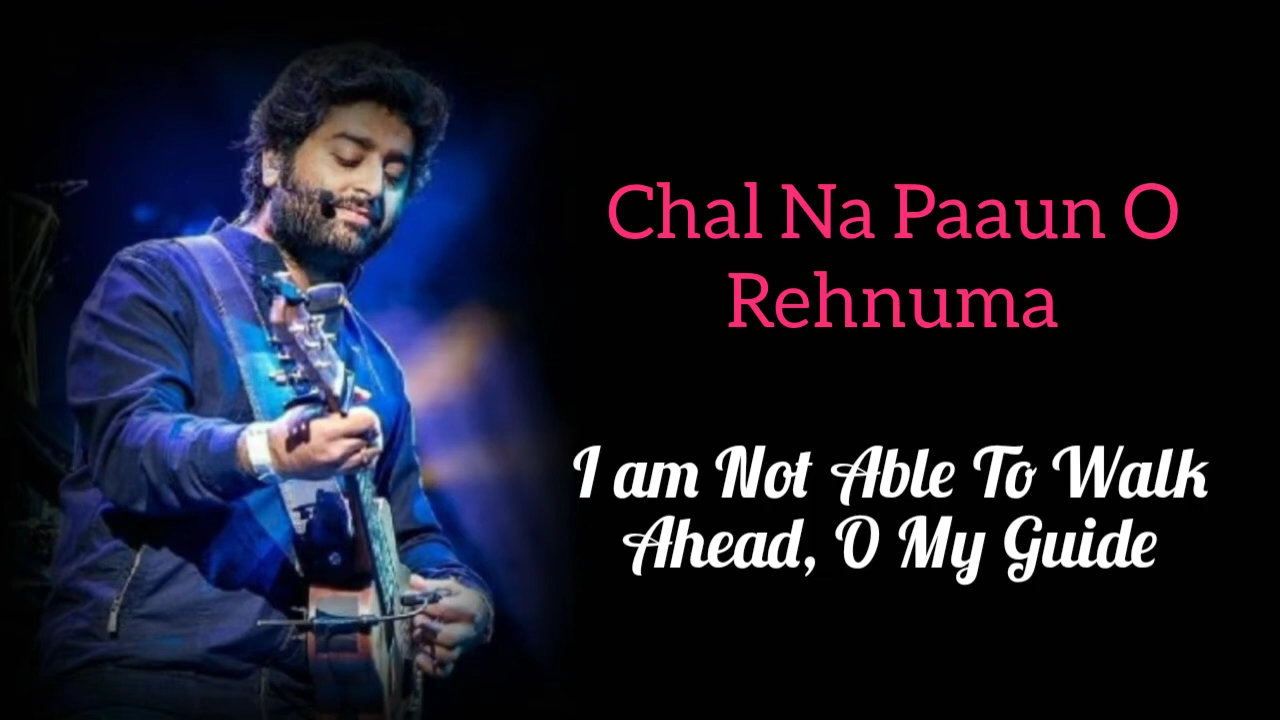 Chal Na Paaun O
Rehnuma
I am Not Able To Walk
Ahead, O My Guide